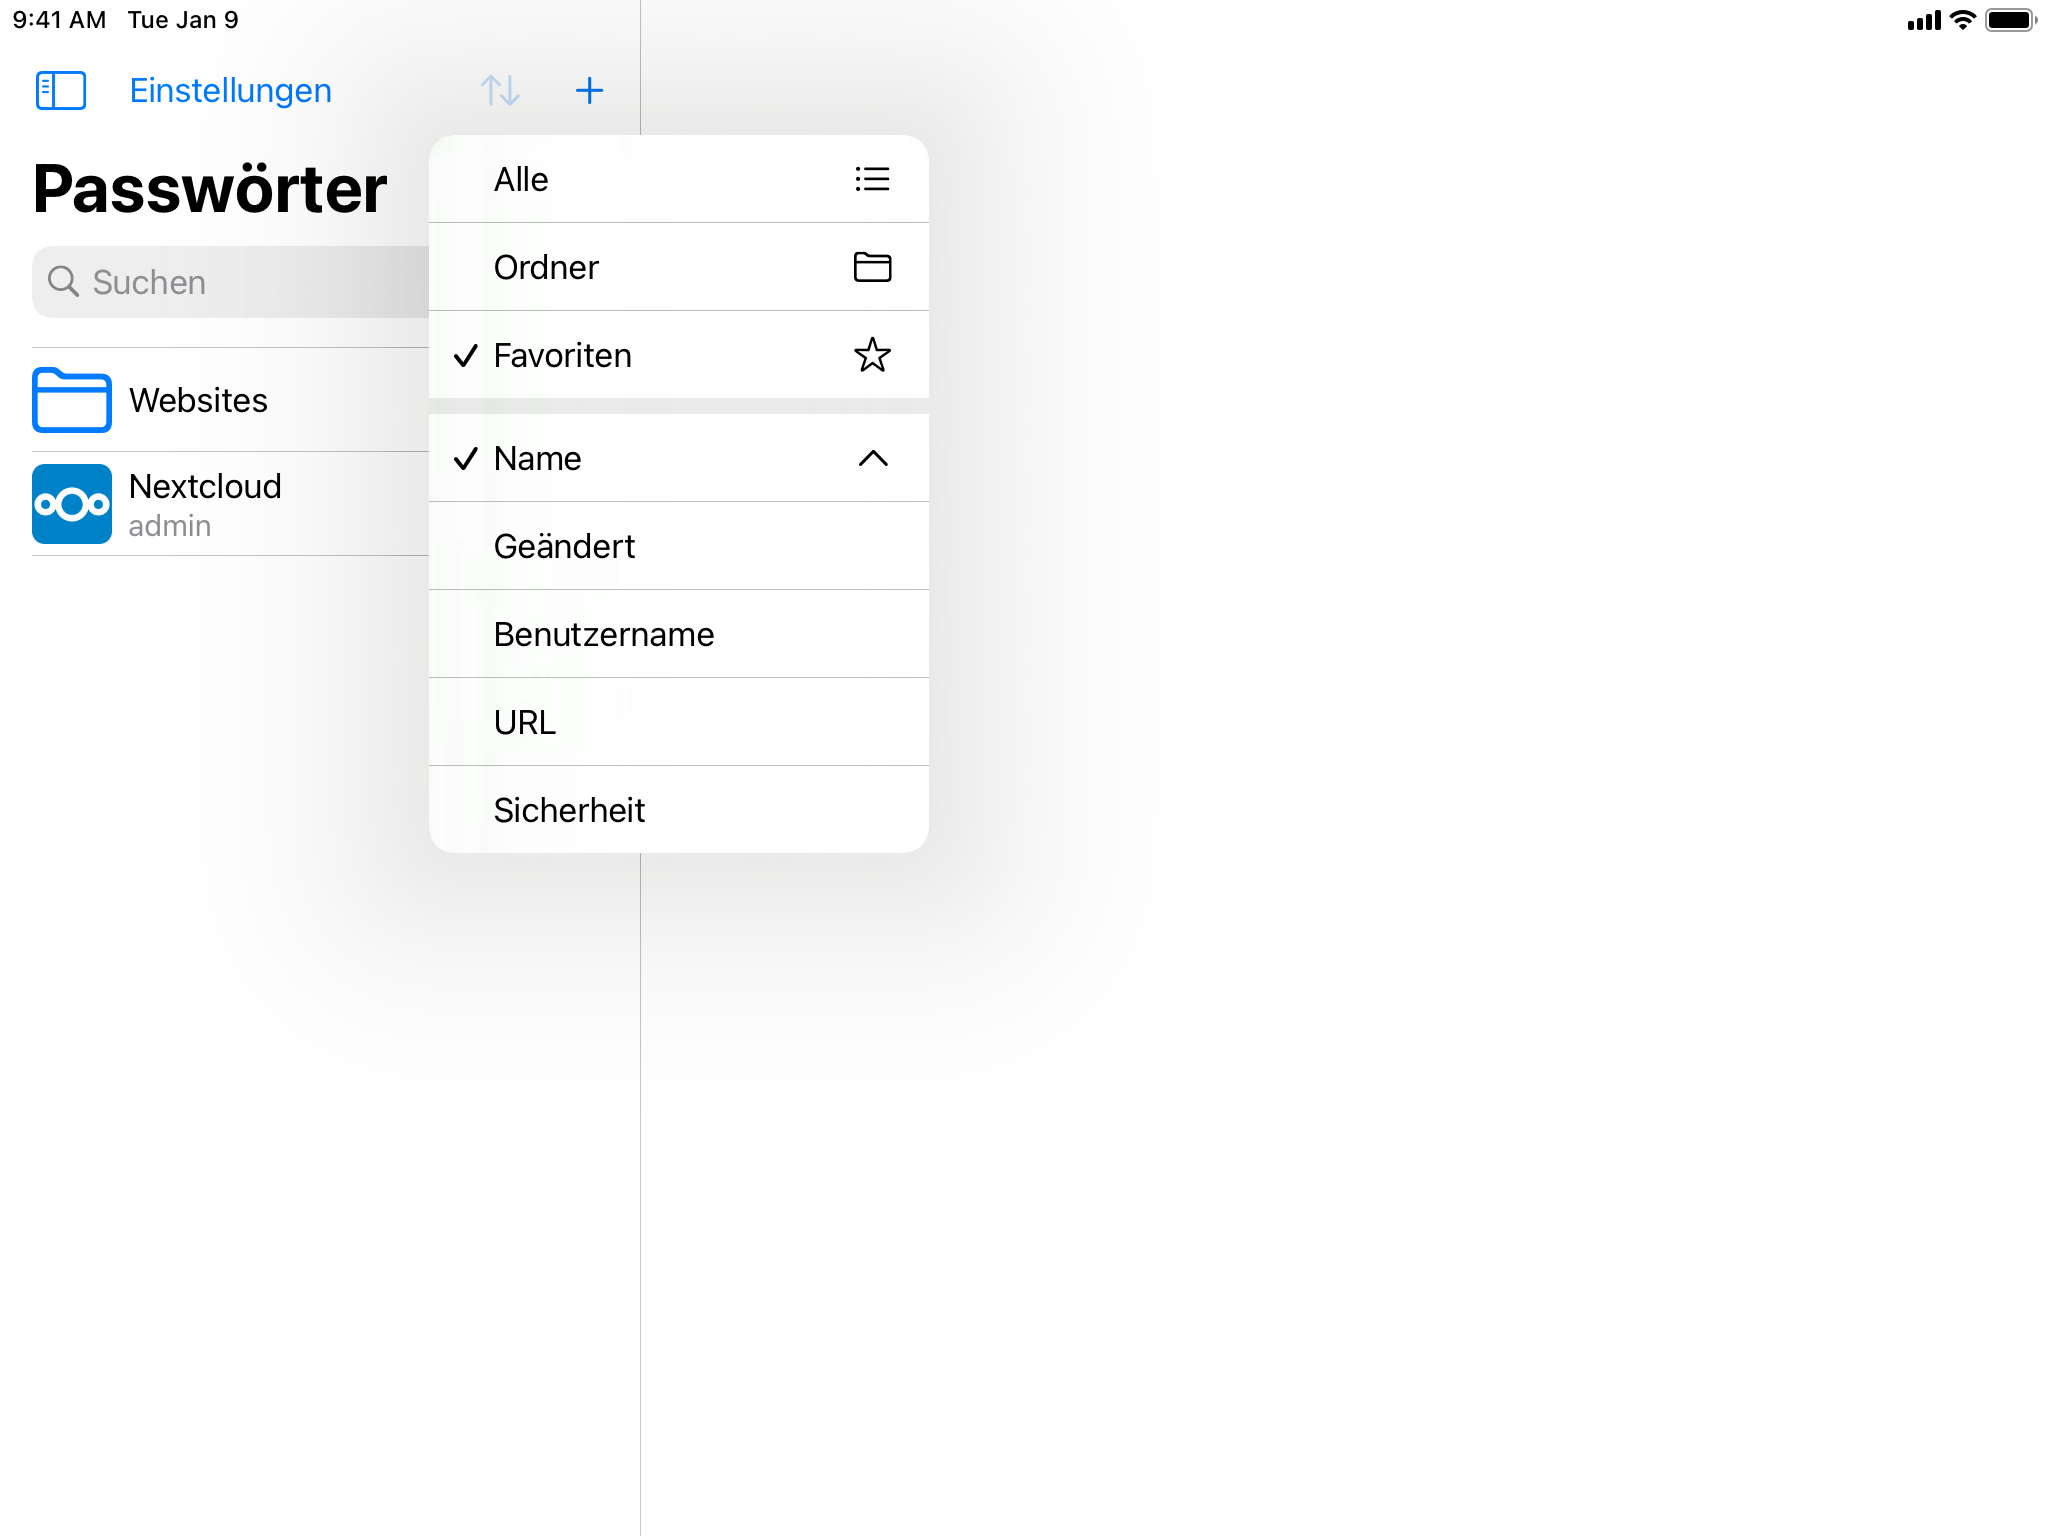 9:41 AM Tue Jan 9
Einstellungen
Passwörter
Suchen
Websites
Nextcloud
admin
Alle
Ordner
Favoriten
Name
Geändert
Benutzername
URL
Sicherheit